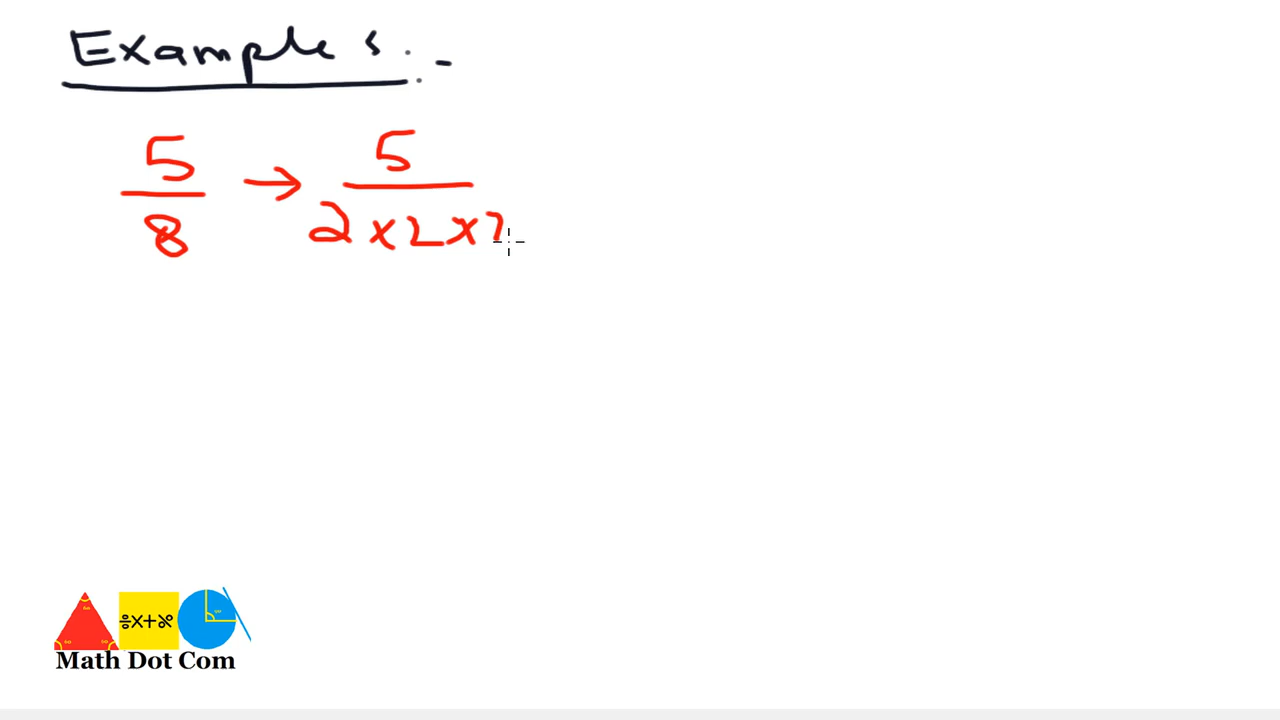 Examples :-
5/8 → 5/(2 × 2 × 2
÷×+%
Math Dot Com